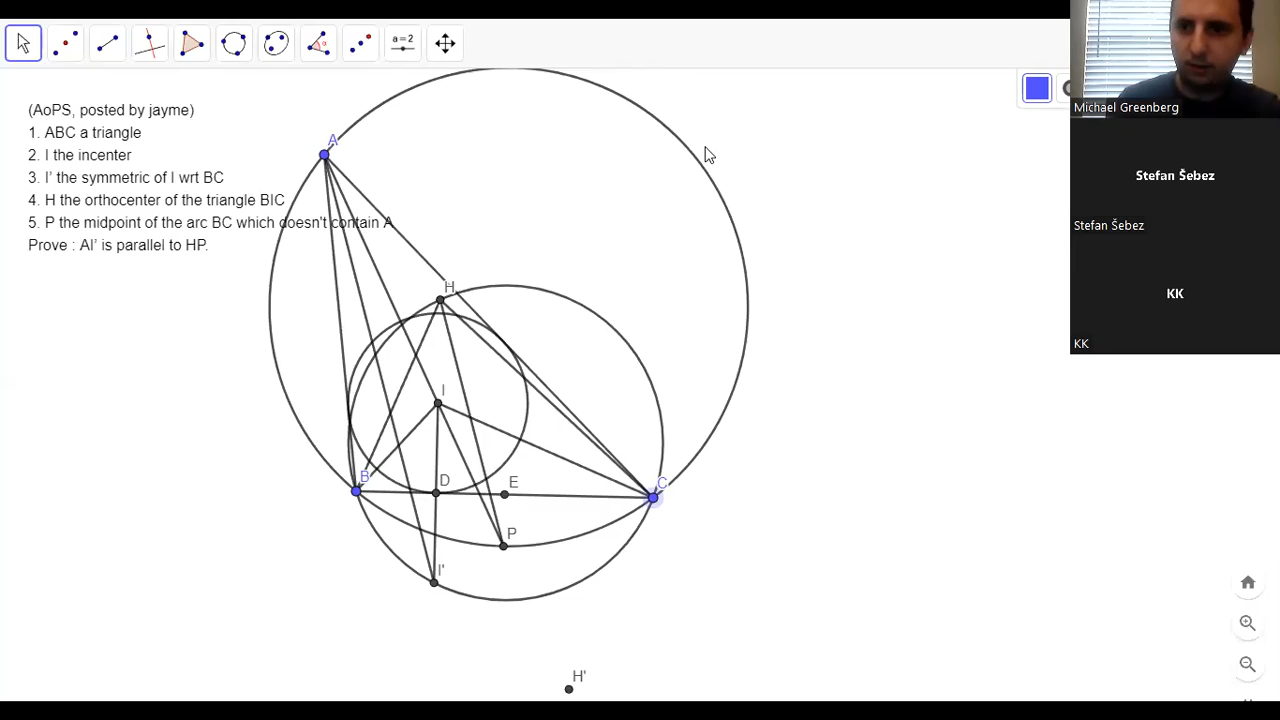 a=2
(AoPS, posted by jayme)
1. ABC a triangle
2. I the incenter
3. I’ the symmetric of I wrt BC
4. H the orthocenter of the triangle BIC
5. P the midpoint of the arc BC which doesn't contain A
Prove : AI’ is parallel to HP.
A
H
I
B
D
E
C
P
I'
H'
Michael Greenberg
Stefan Šebez
Stefan Šebez
KK
KK